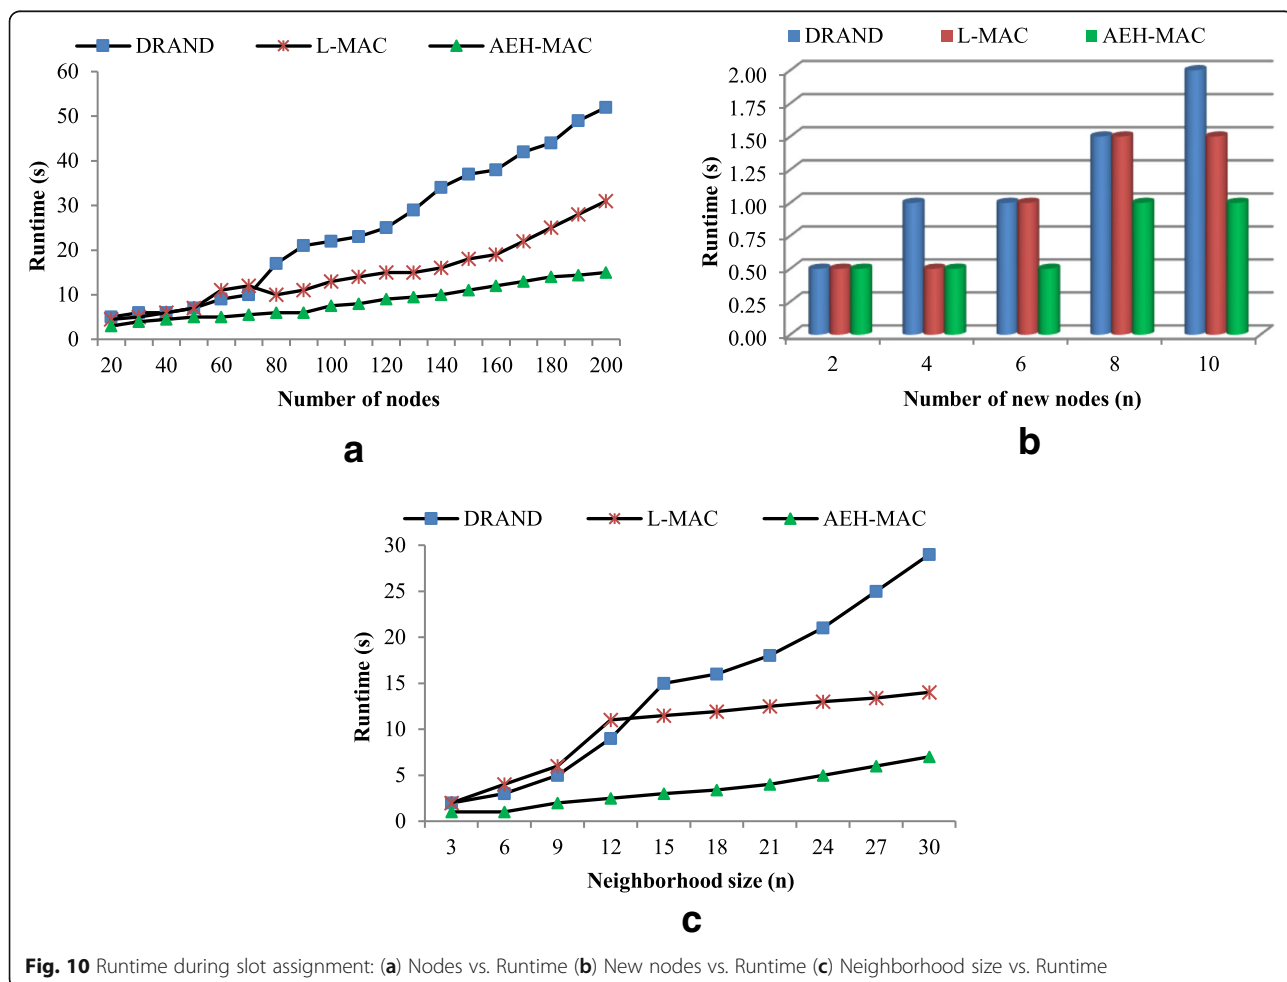 DRAND L-MAC AEH-MAC
60
50
40
30
20
10
0
Runtime (s)
20 40 60 80 100 120 140 160 180 200
Number of nodes
a
DRAND L-MAC AEH-MAC
2.00
1.75
1.50
1.25
1.00
0.75
0.50
0.25
0.00
Runtime (s)
2 4 6 8 10
Number of new nodes (n)
b
DRAND L-MAC AEH-MAC
30
25
20
15
10
5
0
Runtime (s)
3 6 9 12 15 18 21 24 27 30
Neighborhood size (n)
c
Fig. 10 Runtime during slot assignment: (a) Nodes vs. Runtime (b) New nodes vs. Runtime (c) Neighborhood size vs. Runtime